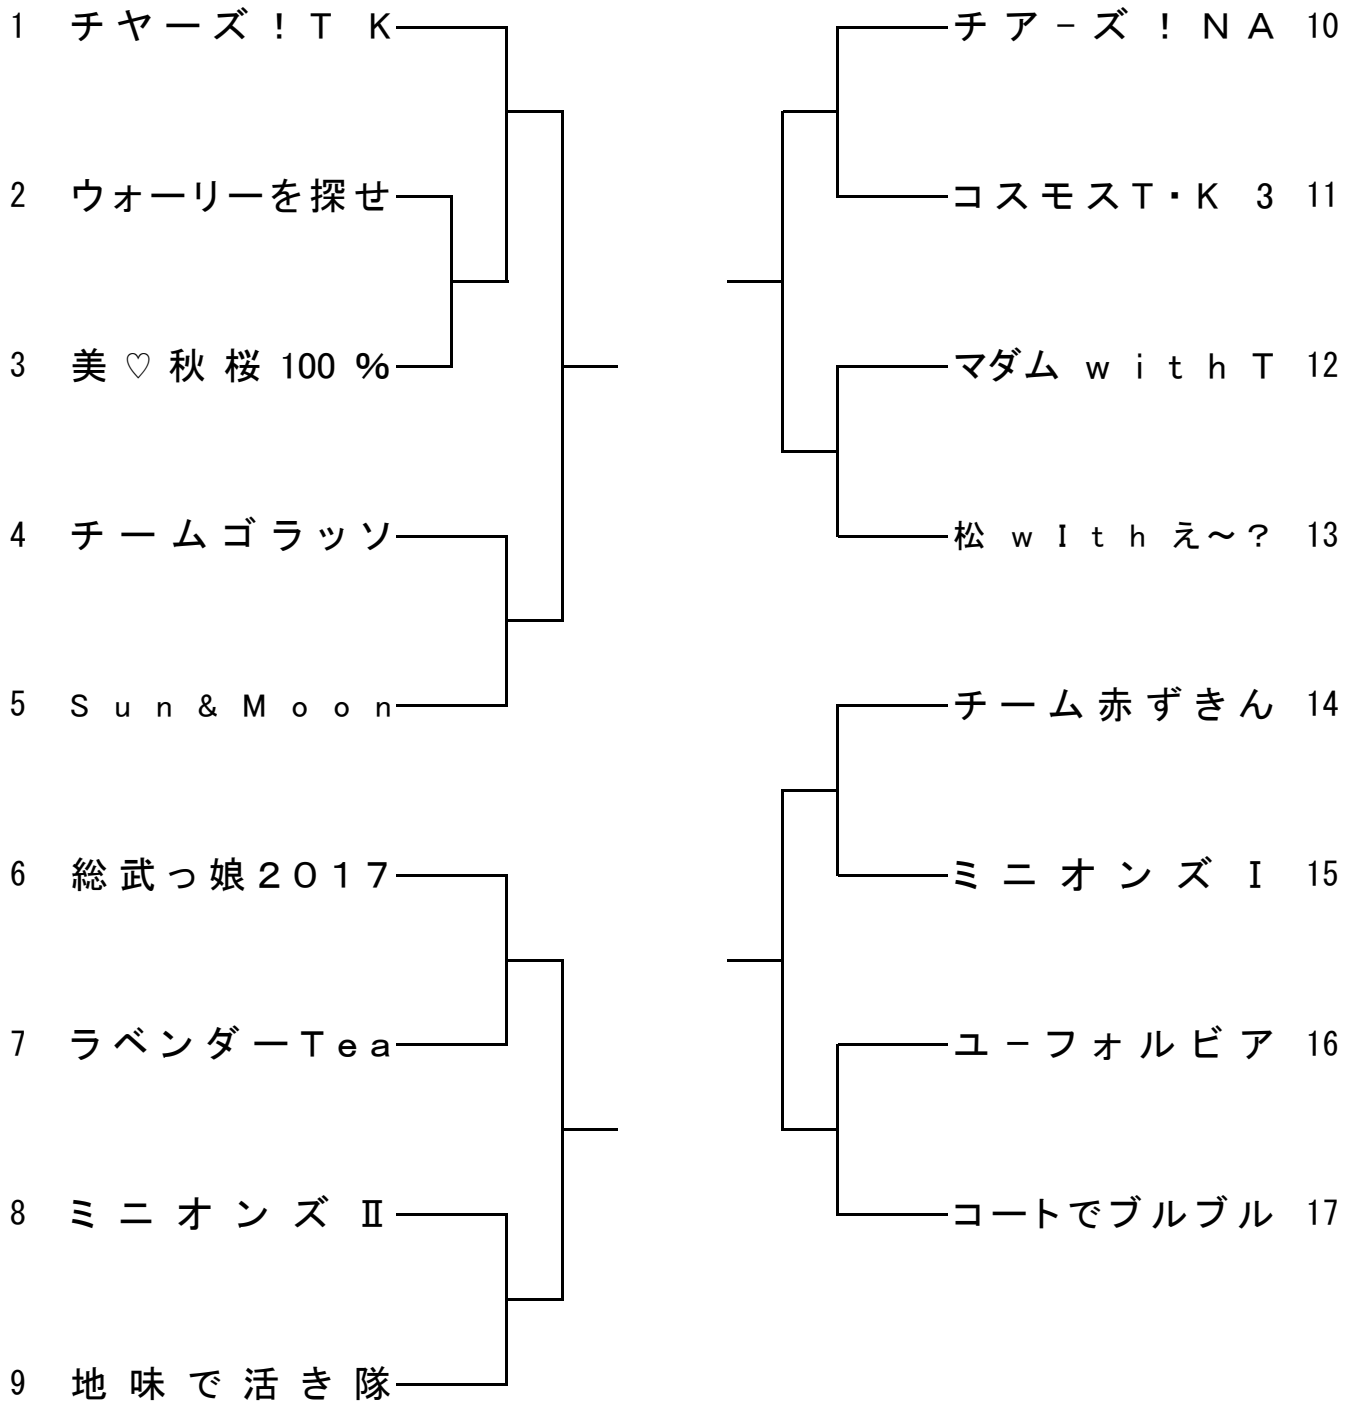 1 チヤーズ！T K
2 ウォーリーを探せ
3 美♡秋桜100%
4 チームゴラッソ
5 Sun&Moon
6 総武っ娘2017
7 ラベンダーTea
8 ミニオンズⅡ
9 地味で活き隊
チア-ズ！NA 10
コスモスT・K 3 11
マダム withT 12
松 wIth え～? 13
チーム赤ずきん 14
ミニオンズⅠ 15
ユ-フォルビア 16
コートでブルブル 17